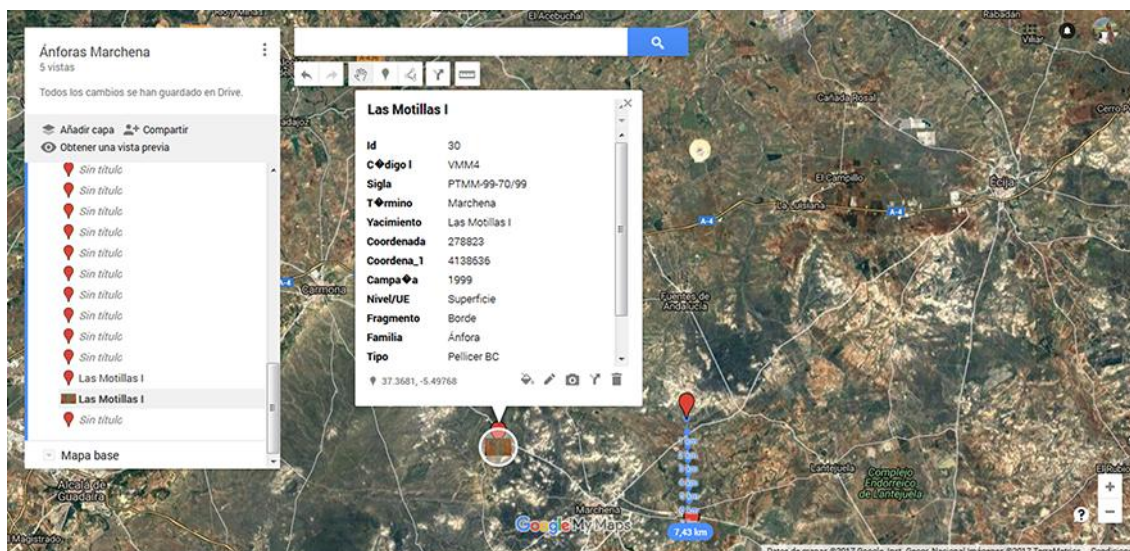 Ánforas Marchena
5 vistas
Todos los cambios se han guardado en Drive.
Añadir capa Compartir
Obtener una vista previa
Sin título
Sin título
Sin título
Sin título
Sin título
Sin título
Sin título
Sin título
Sin título
Sin título
Las Motillas I
Las Motillas I
Sin título
Mapa base
Las Motillas I
Id 30
C�digo I VMM4
Sigla PTMM-99-70/99
T�rmino Marchena
Yacimiento Las Motillas I
Coordenada 278823
Coordena_1 4138636
Campa�a 1999
Nivel/UE Superficie
Fragmento Borde
Familia Ánfora
Tipo Pellicer BC
37.3681, -5.49768
El Acebuchal
Rabadán
Villar
Cañada Rosal
Cerro
El Campillo
La Luisiana
Écija
A-4
A-4
A-4
Carmona
Fuentes de
Andalucía
Lantejuela
Complejo
Endorreico
de Lantejuela
El Rubio
Alcalá de
Guadaíra
El Magistrado
Marchena
Google My Maps
7,43 km